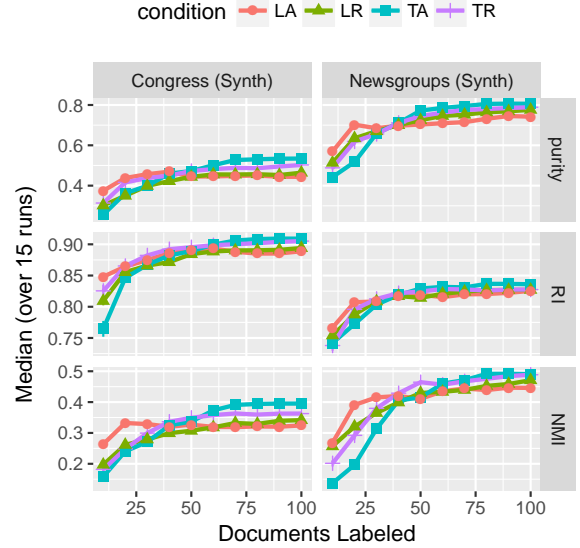 condition LA LR TA TR
Congress (Synth) Newsgroups (Synth)
0.8
0.6
0.4
purity
0.90
0.85
0.80
0.75
RI
0.5
0.4
0.3
0.2
NMI
Median (over 15 runs)
25 50 75 100 25 50 75 100
Documents Labeled